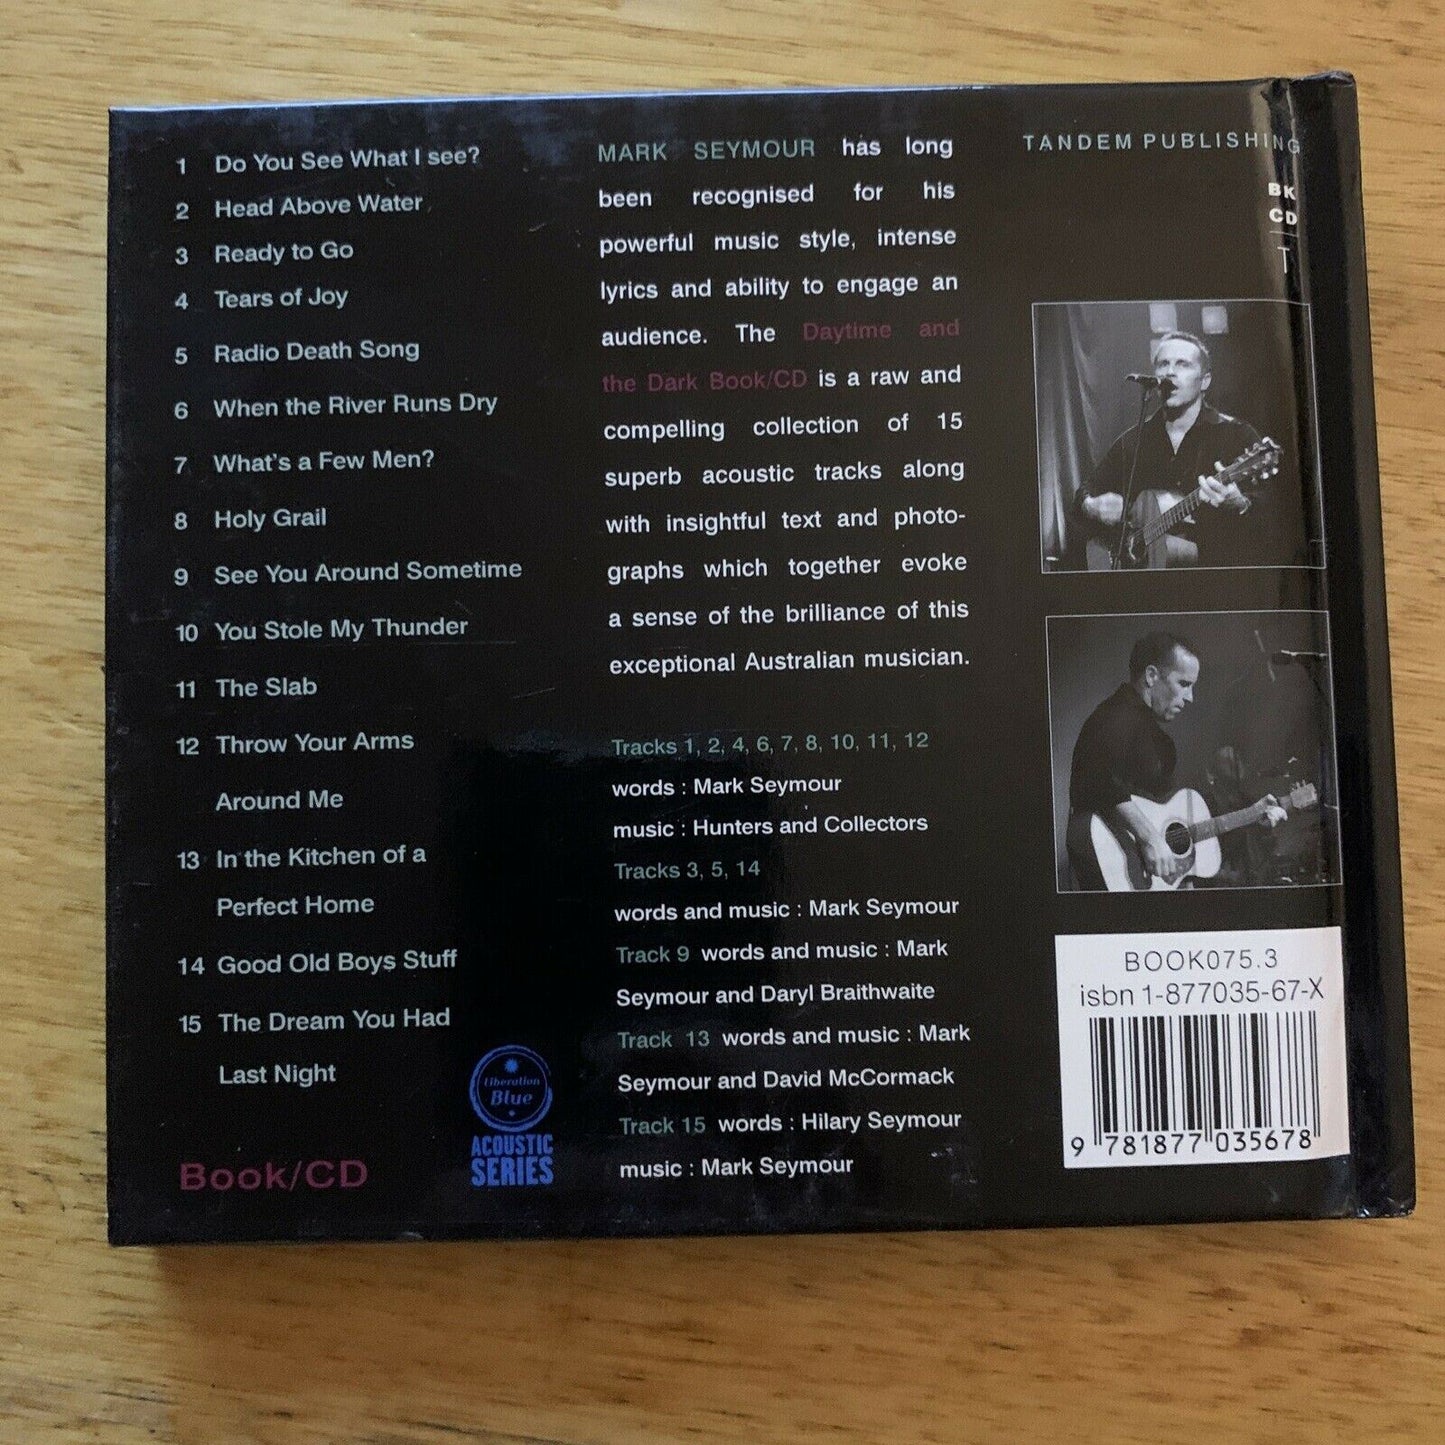 1 Do You See What I see?
2 Head Above Water
3 Ready to Go
4 Tears of Joy
5 Radio Death Song
6 When the River Runs Dry
7 What's a Few Men?
8 Holy Grail
9 See You Around Sometime
10 You Stole My Thunder
11 The Slab
12 Throw Your Arms
Around Me
13 In the Kitchen of a
Perfect Home
14 Good Old Boys Stuff
15 The Dream You Had
Last Night
Book/CD
Liberation
Blue
ACOUSTIC
SERIES
MARK SEYMOUR has long
been recognised for his
powerful music style, intense
lyrics and ability to engage an
audience. The Daytime and
the Dark Book/CD is a raw and
compelling collection of 15
superb acoustic tracks along
with insightful text and photo-
graphs which together evoke
a sense of the brilliance of this
exceptional Australian musician.
Tracks 1, 2, 4, 6, 7, 8, 10, 11, 12
words : Mark Seymour
music : Hunters and Collectors
Tracks 3, 5, 14
words and music : Mark Seymour
Track 9 words and music : Mark
Seymour and Daryl Braithwaite
Track 13 words and music : Mark
Seymour and David McCormack
Track 15 words : Hilary Seymour
music : Mark Seymour
TANDEM PUBLISHING
BK
CD
T
BOOK075.3
isbn 1-877035-67-X
9 781877 035678